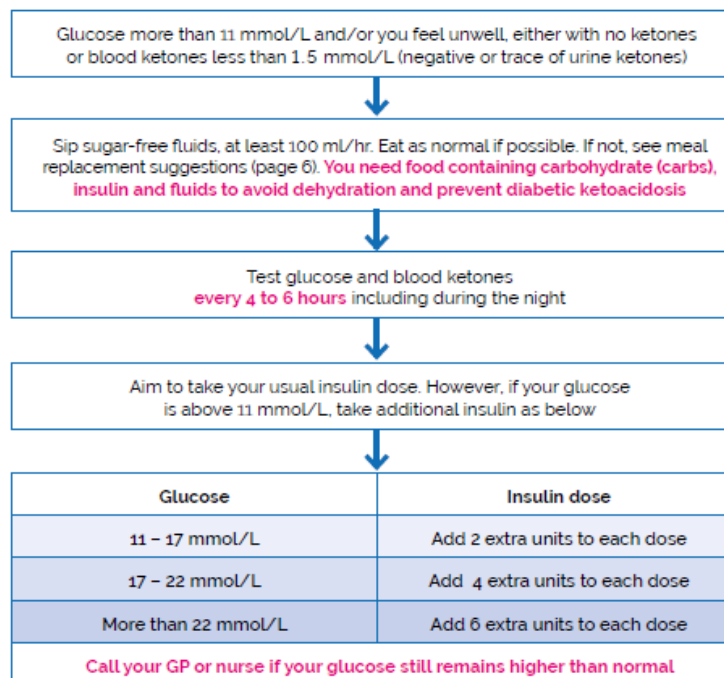 Glucose more than 11 mmol/L and/or you feel unwell, either with no ketones
or blood ketones less than 1.5 mmol/L (negative or trace of urine ketones)
Sip sugar-free fluids, at least 100 ml/hr. Eat as normal if possible. If not, see meal
replacement suggestions (page 6). You need food containing carbohydrate (carbs),
insulin and fluids to avoid dehydration and prevent diabetic ketoacidosis
Test glucose and blood ketones
every 4 to 6 hours including during the night
Aim to take your usual insulin dose. However, if your glucose
is above 11 mmol/L, take additional insulin as below
Glucose Insulin dose
11 – 17 mmol/L Add 2 extra units to each dose
17 – 22 mmol/L Add 4 extra units to each dose
More than 22 mmol/L Add 6 extra units to each dose
Call your GP or nurse if your glucose still remains higher than normal